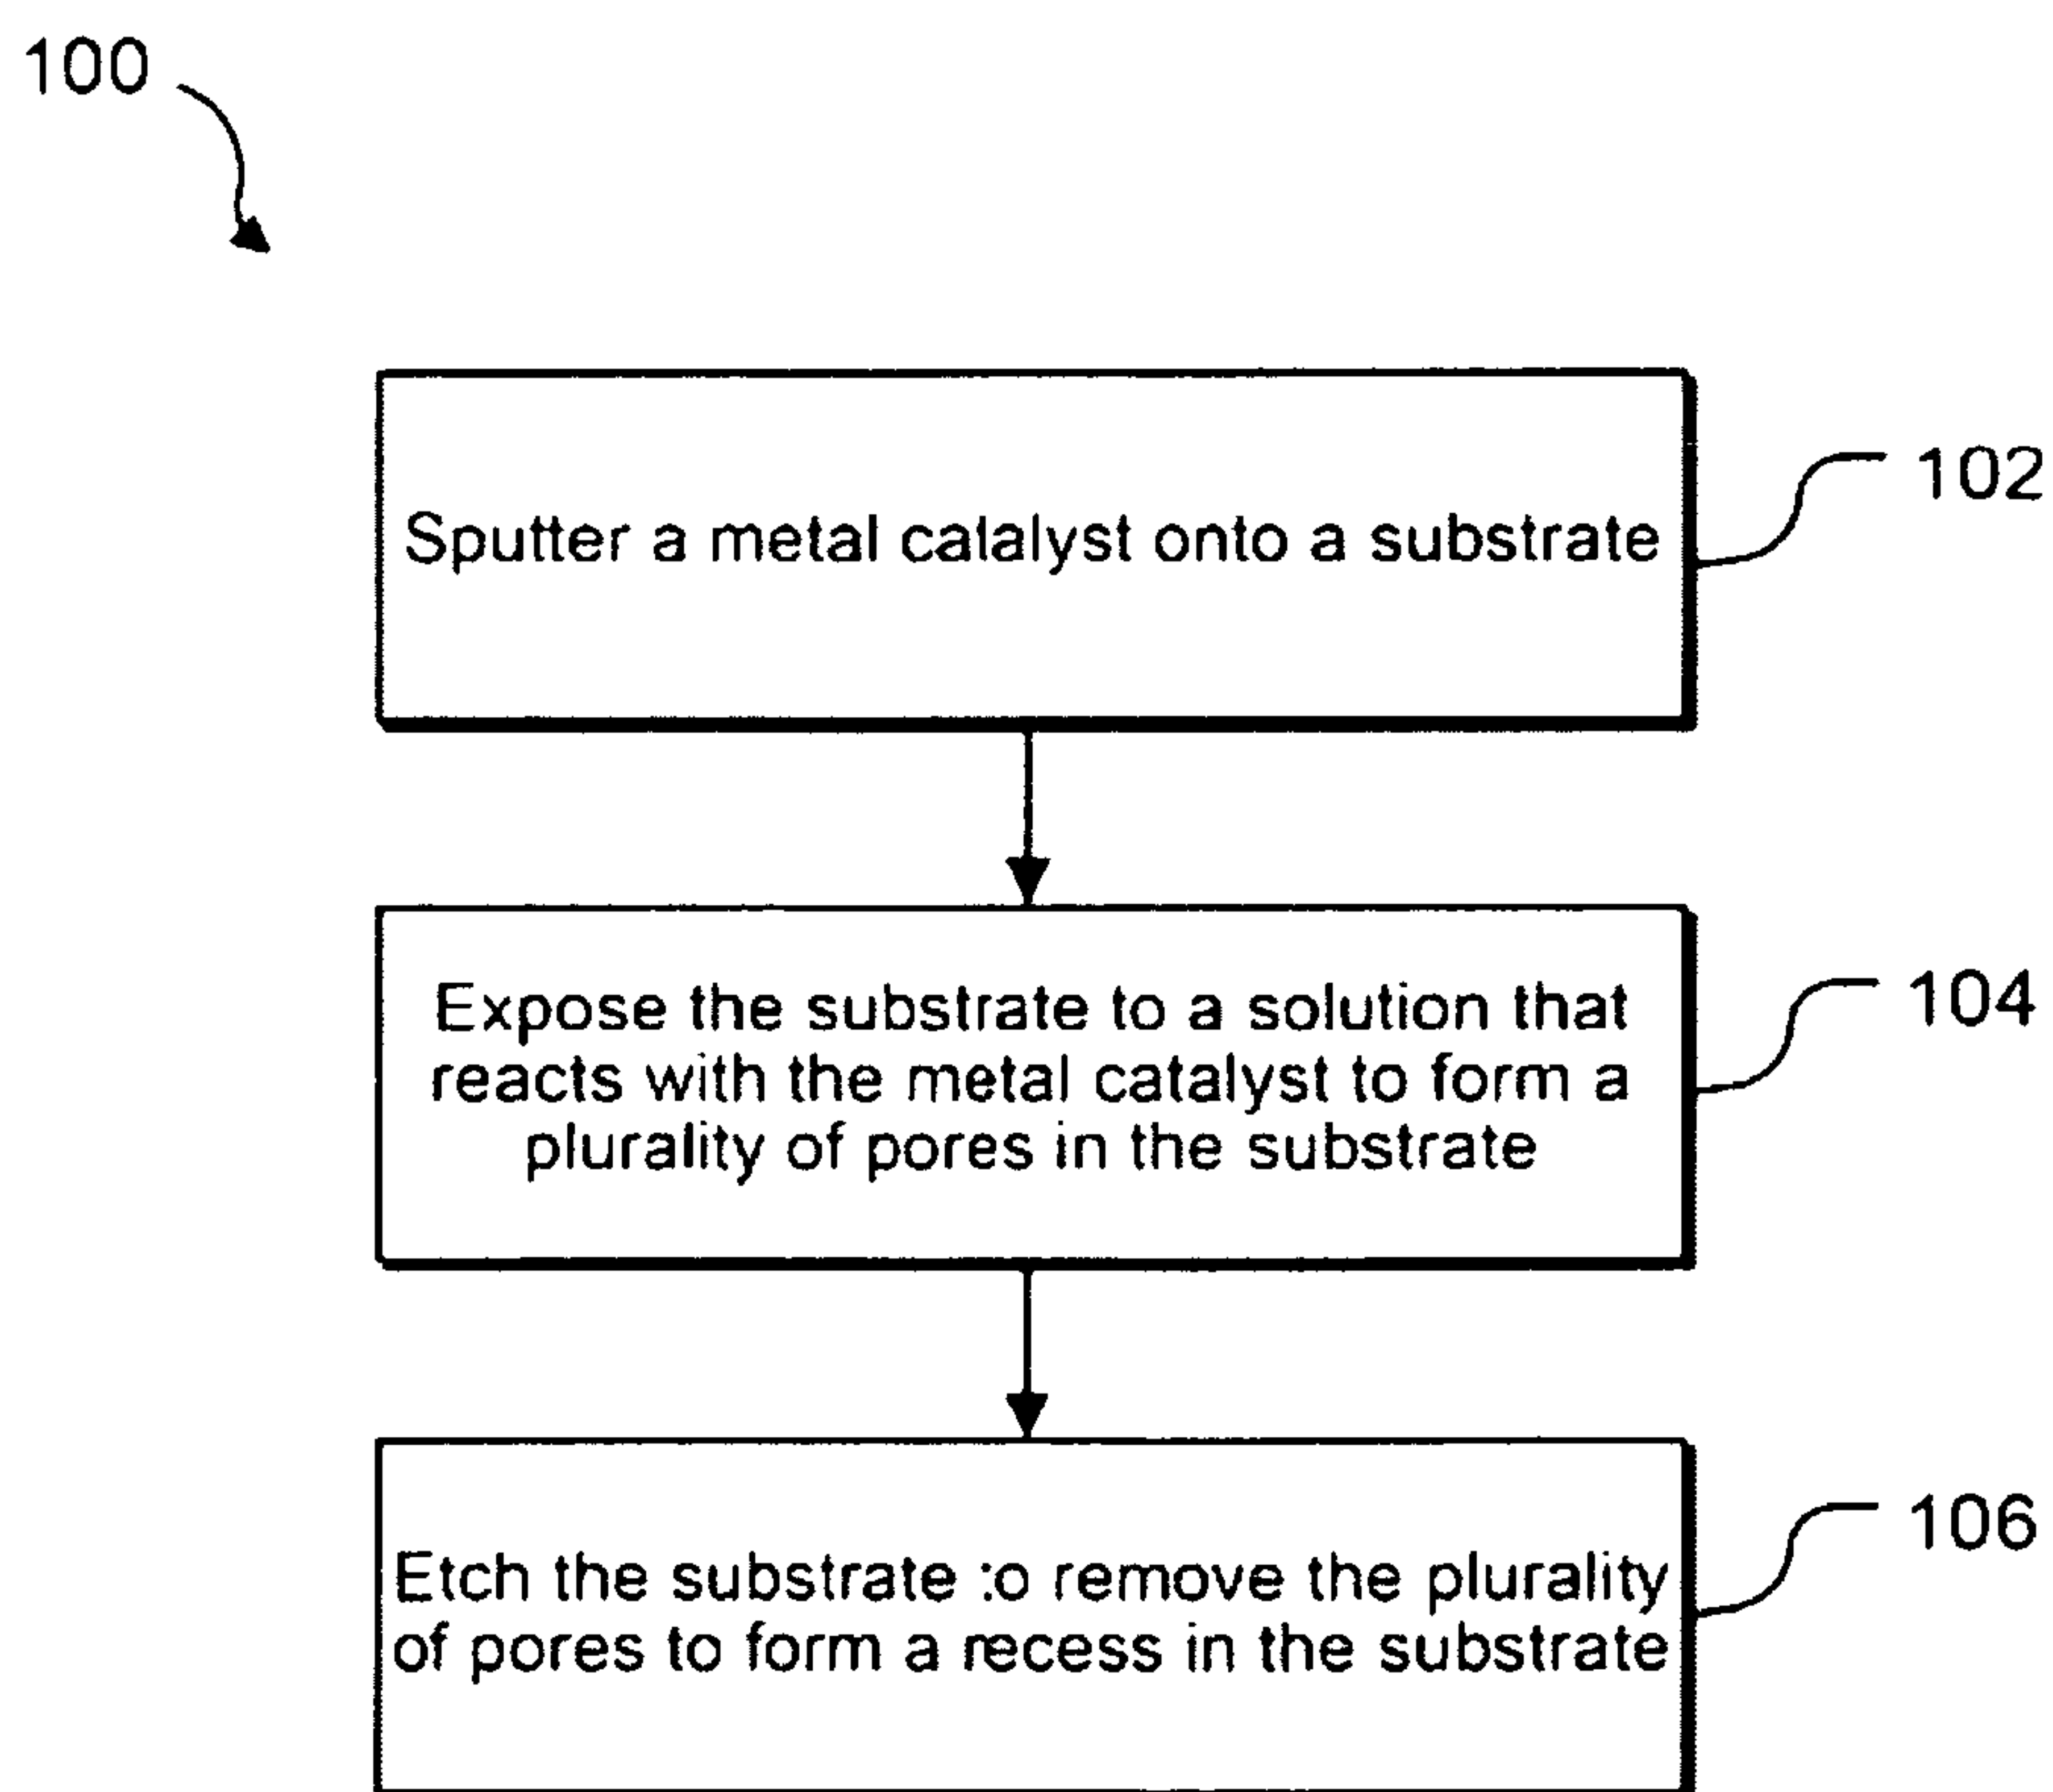 100
Sputter a metal catalyst onto a substrate
102
Expose the substrate to a solution that
reacts with the metal catalyst to form a
plurality of pores in the substrate
104
Etch the substrate :o remove the plurality
of pores to form a recess in the substrate
106